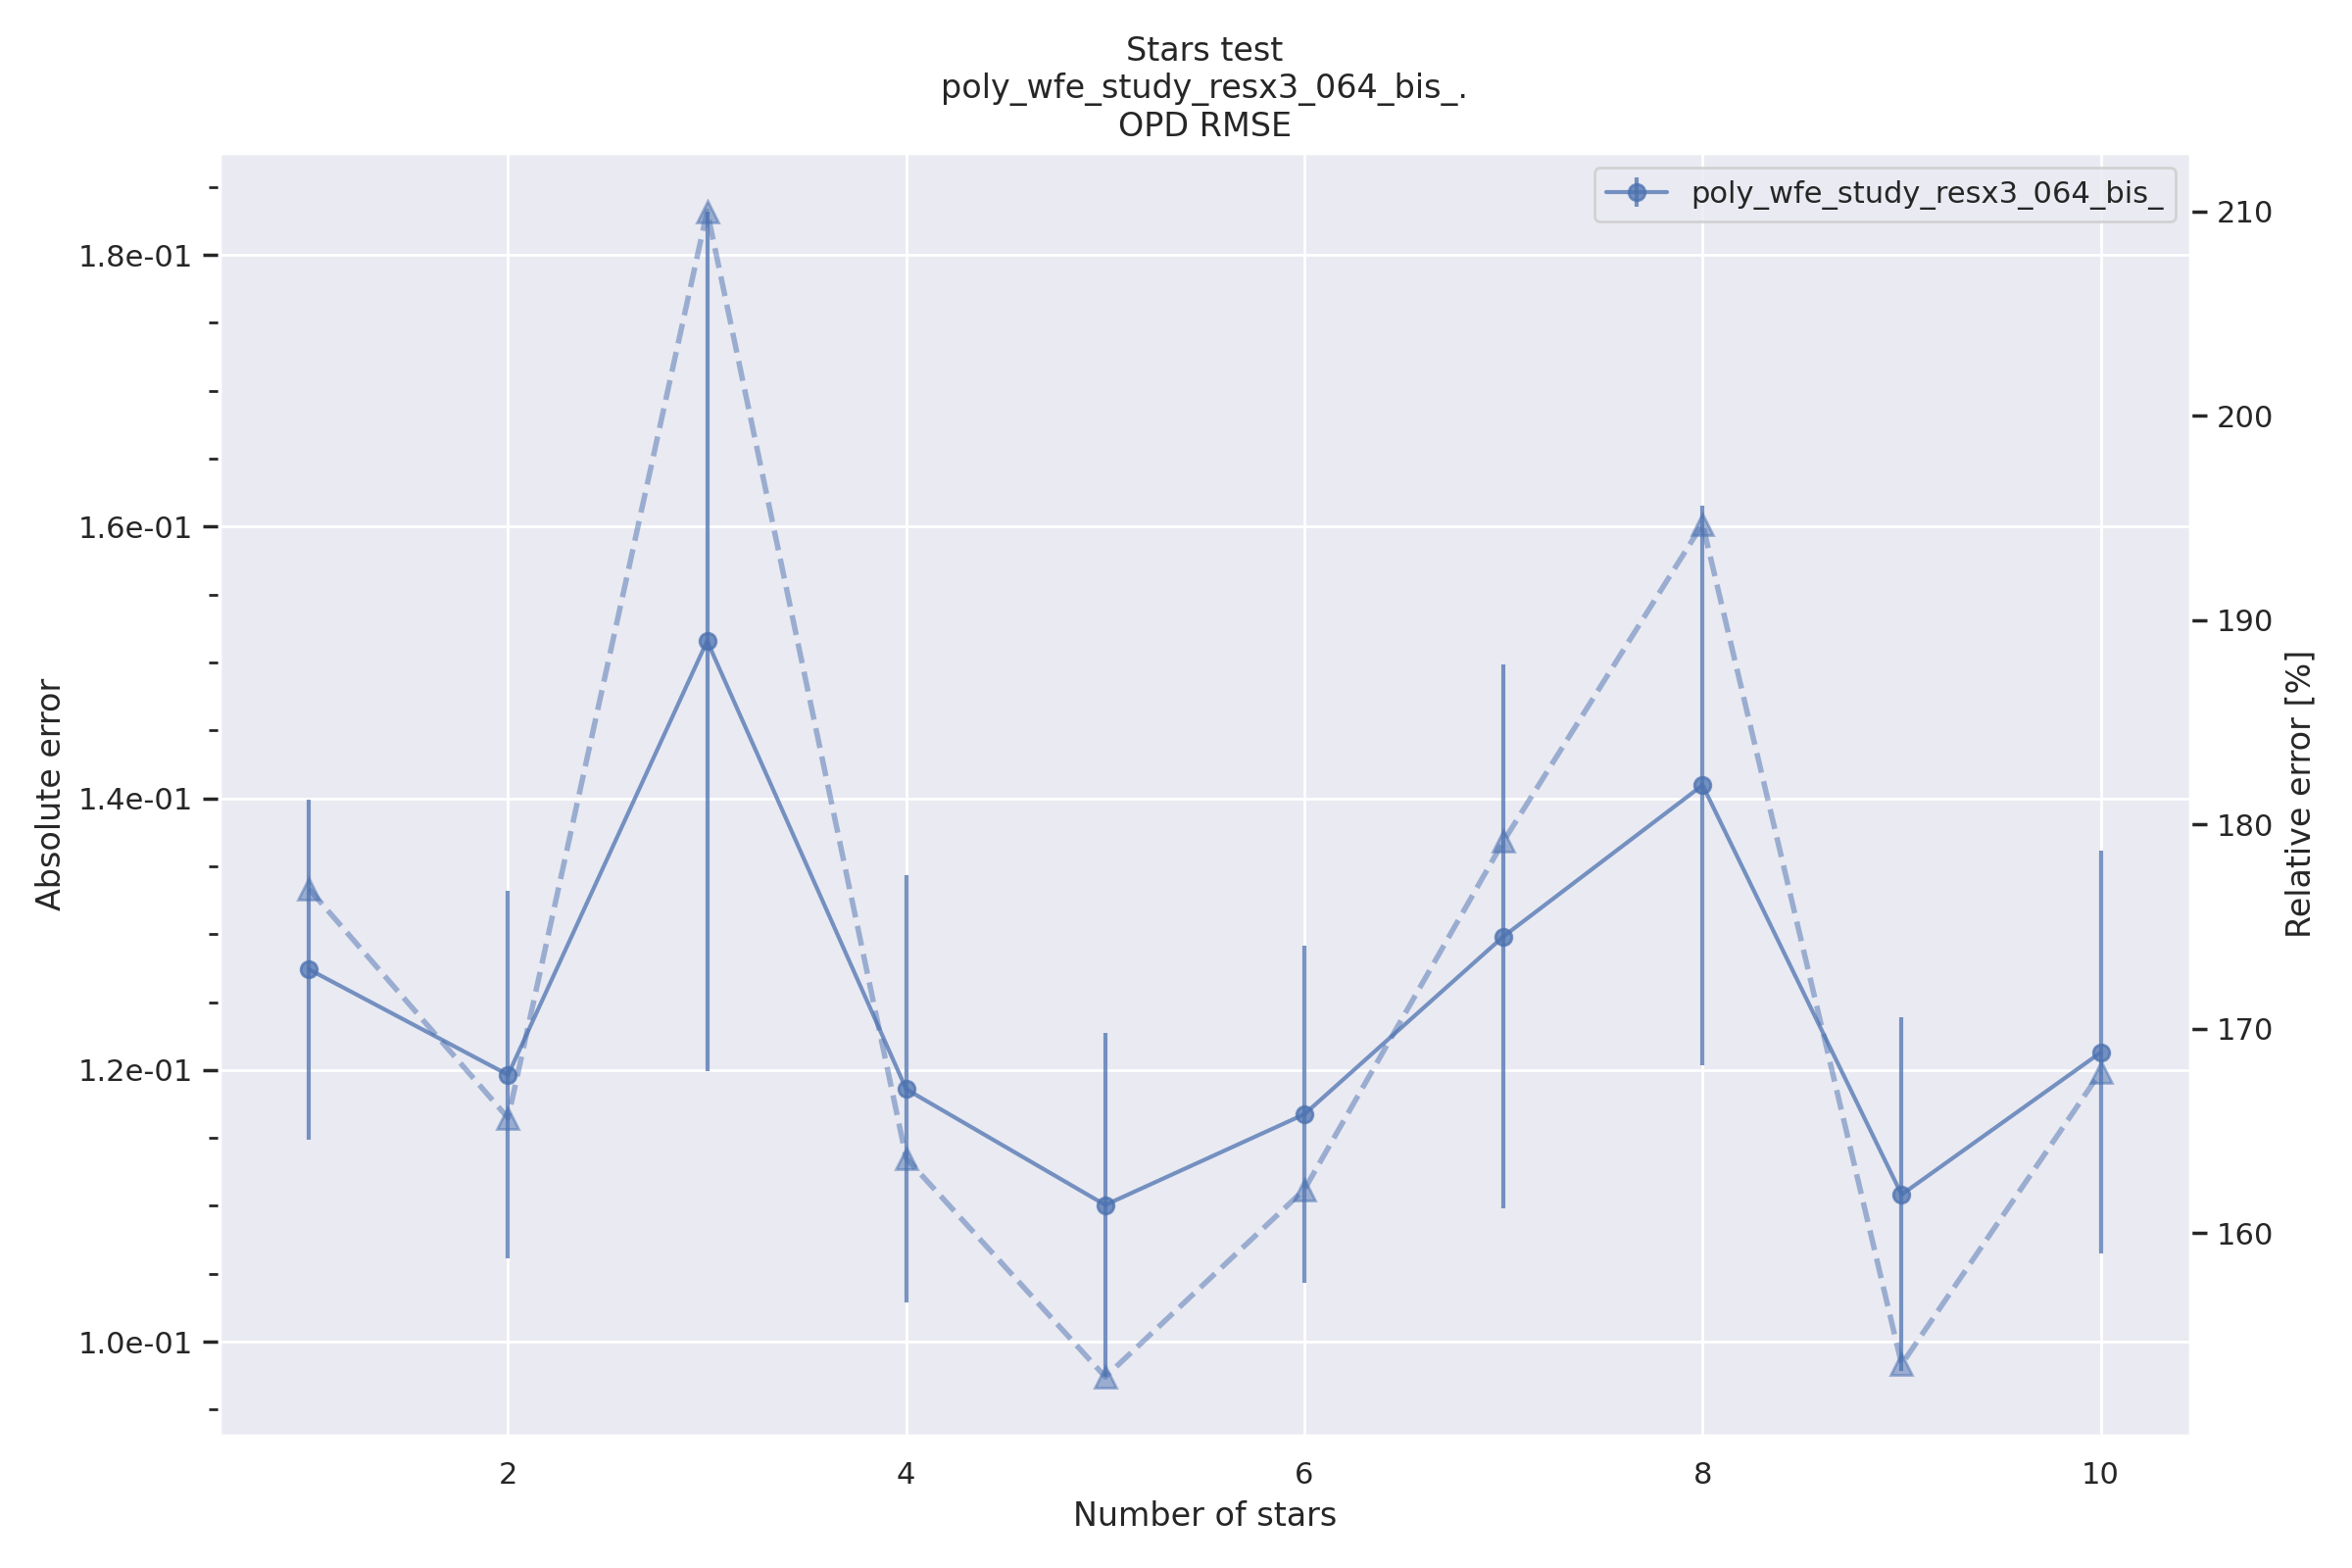 Stars test
poly_wfe_study_resx3_064_bis_.
OPD RMSE
poly_wfe_study_resx3_064_bis_
Absolute error
1.8e-01
1.6e-01
1.4e-01
1.2e-01
1.0e-01
210
200
190
180
170
160
Relative error [%]
2 4 6 8 10
Number of stars